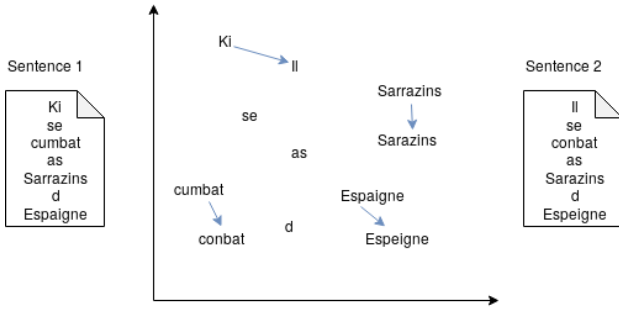 Sentence 1
Ki
se
cumbat
as
Sarrazins
d
Espaigne
Ki
Il
se
as
Sarrazins
Sarazins
cumbat
conbat
d
Espaigne
Espeigne
Sentence 2
Il
se
conbat
as
Sarazins
d
Espeigne